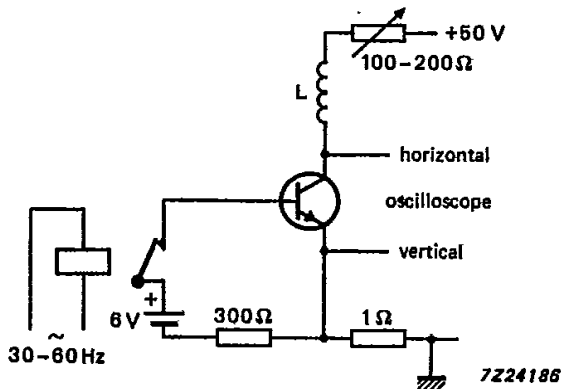 +50 V
100–200Ω
L
horizontal
oscilloscope
vertical
+
6V
300Ω
1Ω
~
30–60Hz
7Z24186